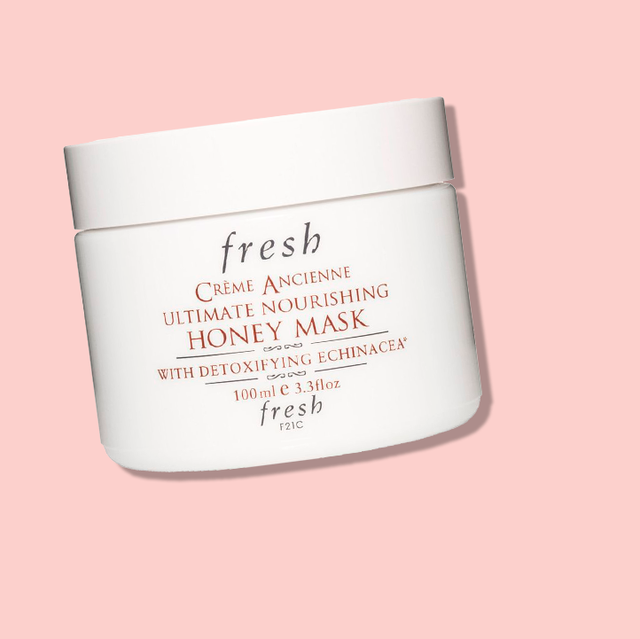 fresh
CRÈME ANCIENNE
ULTIMATE NOURISHING
HONEY MASK
WITH DETOXIFYING ECHINACEA*
100ml e 3.3floz
fresh
F21C